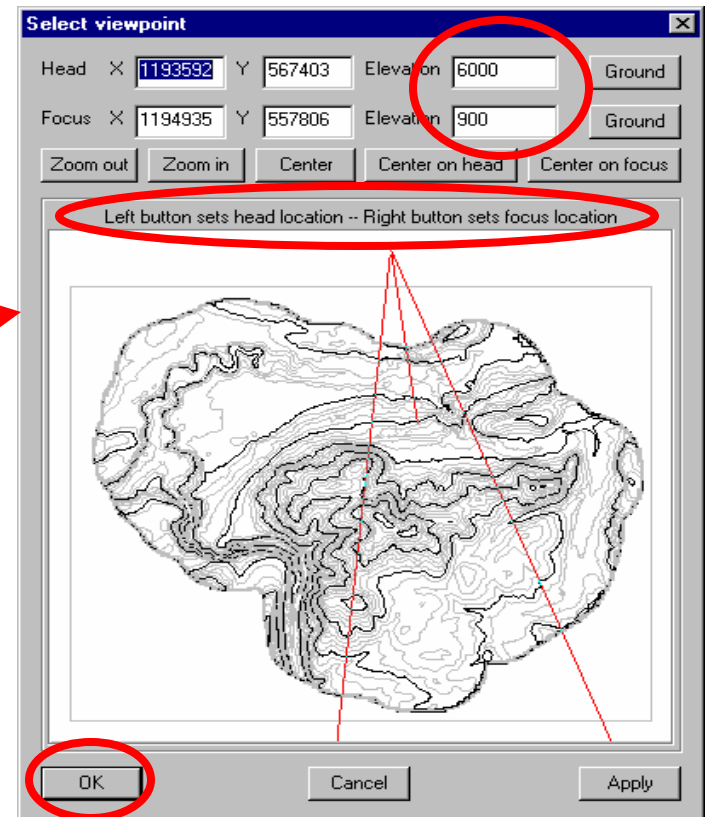 Select viewpoint
Head X 1193592 Y 567403 Elevation 6000 Ground
Focus X 1194935 Y 557806 Elevation 900 Ground
Zoom out Zoom in Center Center on head Center on focus
Left button sets head location -- Right button sets focus location
OK Cancel Apply